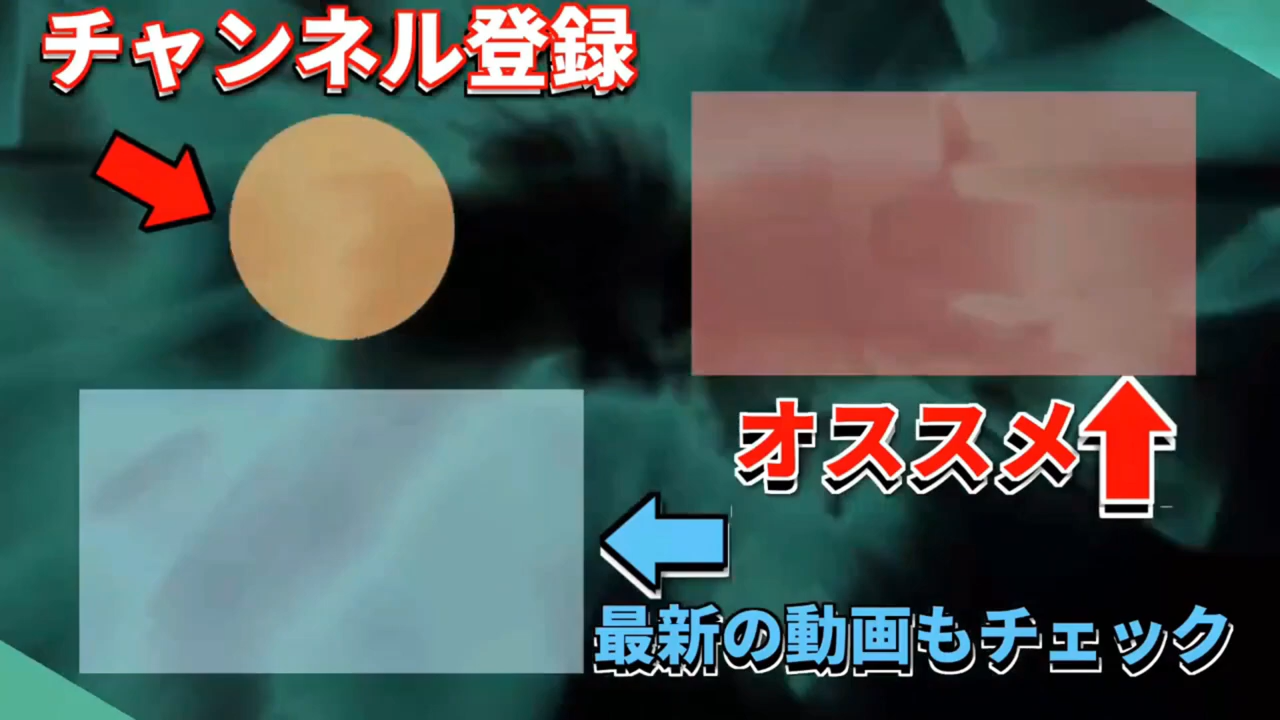 チャンネル登録
オススメ
最新の動画もチェック